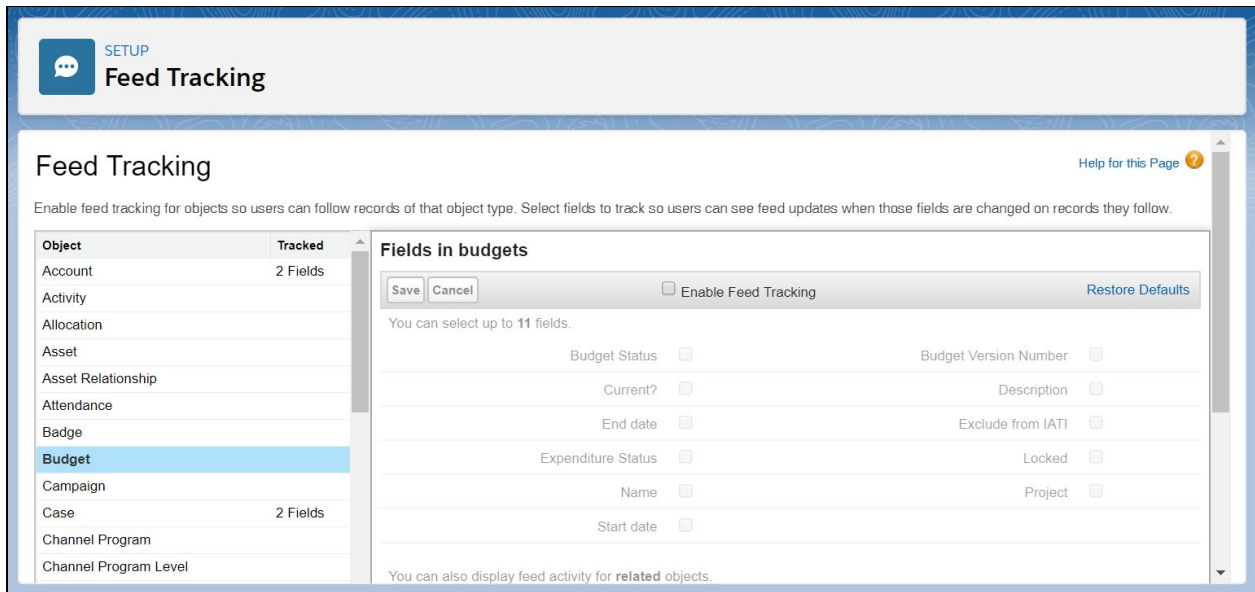 SETUP
Feed Tracking
Feed Tracking
Help for this Page ?
Enable feed tracking for objects so users can follow records of that object type. Select fields to track so users can see feed updates when those fields are changed on records they follow.
Object Tracked
Account 2 Fields
Activity
Allocation
Asset
Asset Relationship
Attendance
Badge
Budget
Campaign
Case 2 Fields
Channel Program
Channel Program Level
Fields in budgets
Save Cancel Enable Feed Tracking Restore Defaults
You can select up to 11 fields.
Budget Status Budget Version Number
Current? Description
End date Exclude from IATI
Expenditure Status Locked
Name Project
Start date
You can also display feed activity for related objects.